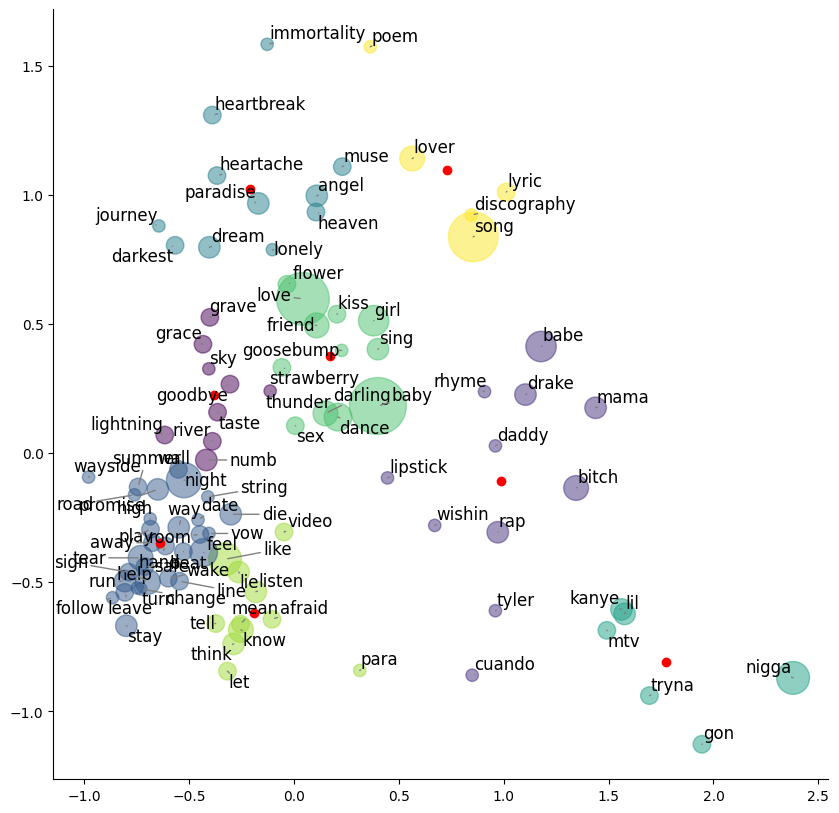 immortality
poem
1.5
heartbreak
lover
muse
heartache
lyric
angel
paradise
discography
1.0
journey
heaven
song
dream
lonely
darkest
flower
love
kiss
girl
grave
friend
0.5
grace
sing
babe
goosebump
sky
strawberry
rhyme
drake
goodbye
thunder
darling
baby
mama
lightning
river
taste
dance
sex
daddy
0.0
summer
wall
numb
wayside
night
lipstick
bitch
road
promise
string
high
way
date
die
video
wishin
rap
away
play
room
vow
feel
like
tear
sign
hand
beat
safe
wake
−0.5
run
help
line
lie
listen
turn
change
follow
leave
mean
afraid
tyler
kanye
lil
stay
tell
know
mtv
think
para
cuando
nigga
let
tryna
gon
−1.0
−1.0
−0.5
0.0
0.5
1.0
1.5
2.0
2.5